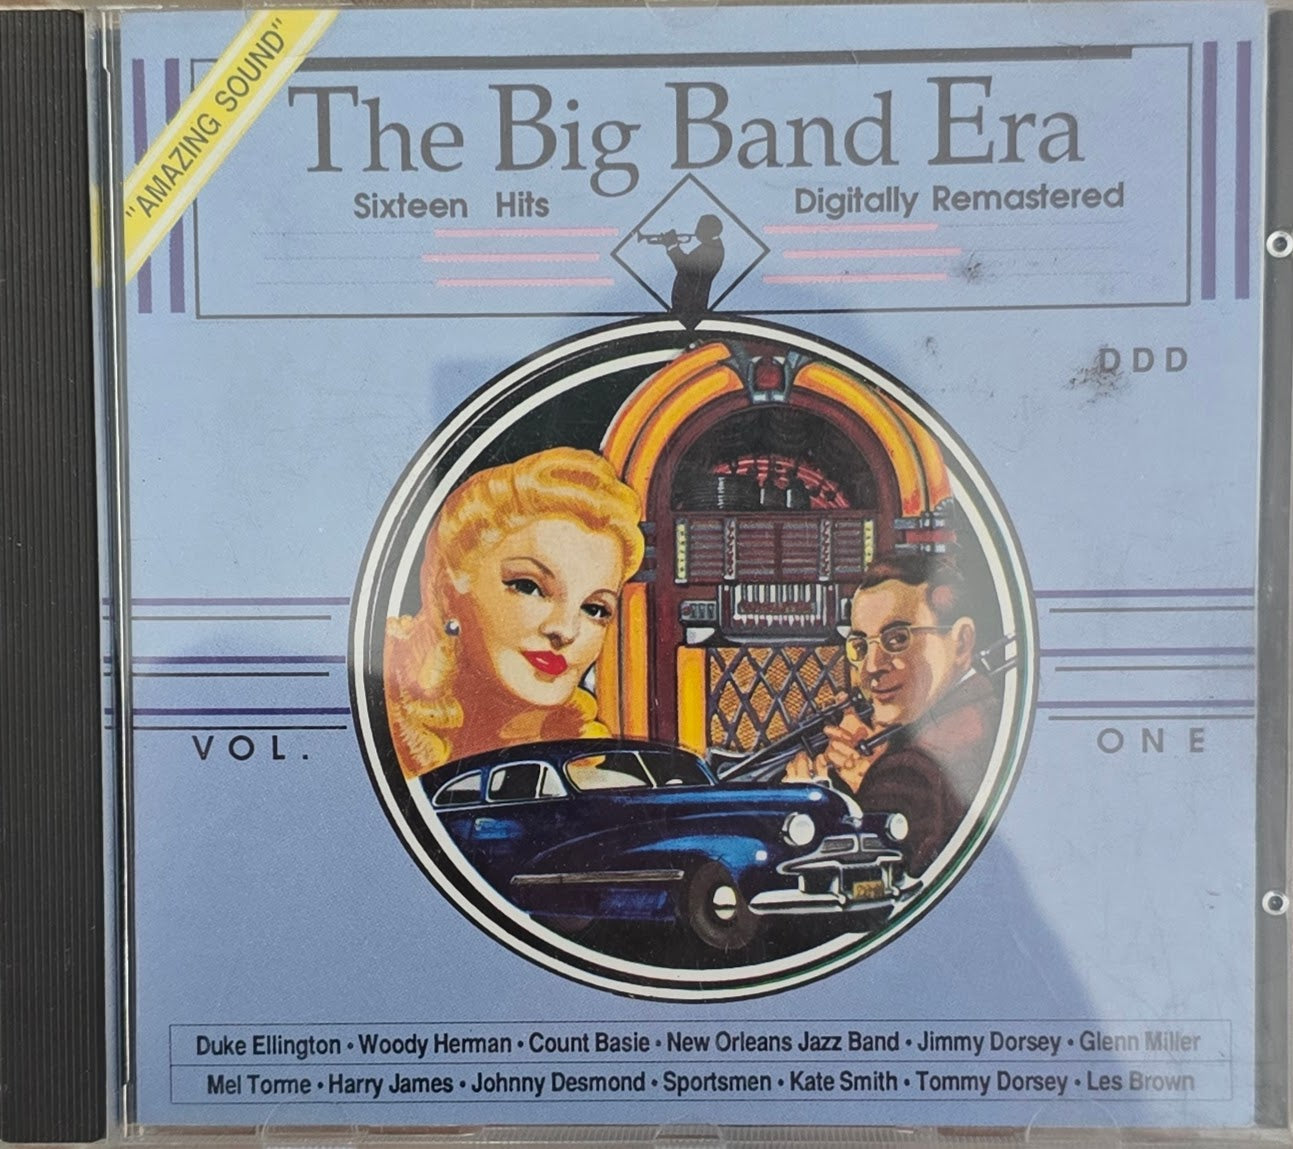 "AMAZING SOUND"
The Big Band Era
Sixteen Hits Digitally Remastered
DDD
VOL. ONE
Duke Ellington • Woody Herman • Count Basie • New Orleans Jazz Band • Jimmy Dorsey • Glenn Miller
Mel Torme • Harry James • Johnny Desmond • Sportsmen • Kate Smith • Tommy Dorsey • Les Brown